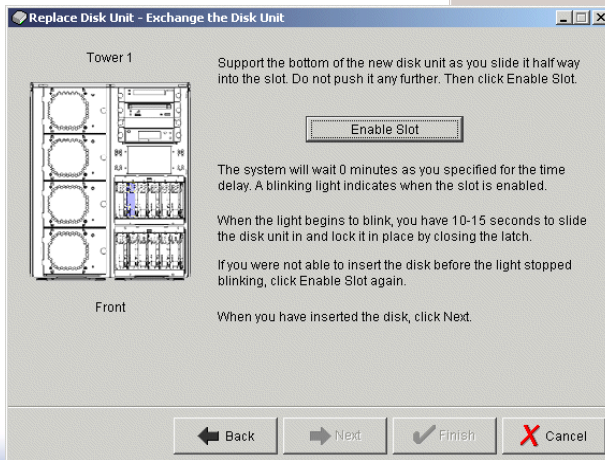 Replace Disk Unit - Exchange the Disk Unit
Tower 1
Support the bottom of the new disk unit as you slide it half way
into the slot. Do not push it any further. Then click Enable Slot.
Enable Slot
The system will wait 0 minutes as you specified for the time
delay. A blinking light indicates when the slot is enabled.
When the light begins to blink, you have 10-15 seconds to slide
the disk unit in and lock it in place by closing the latch.
If you were not able to insert the disk before the light stopped
blinking, click Enable Slot again.
Front
When you have inserted the disk, click Next.
Back
Next
Finish
Cancel